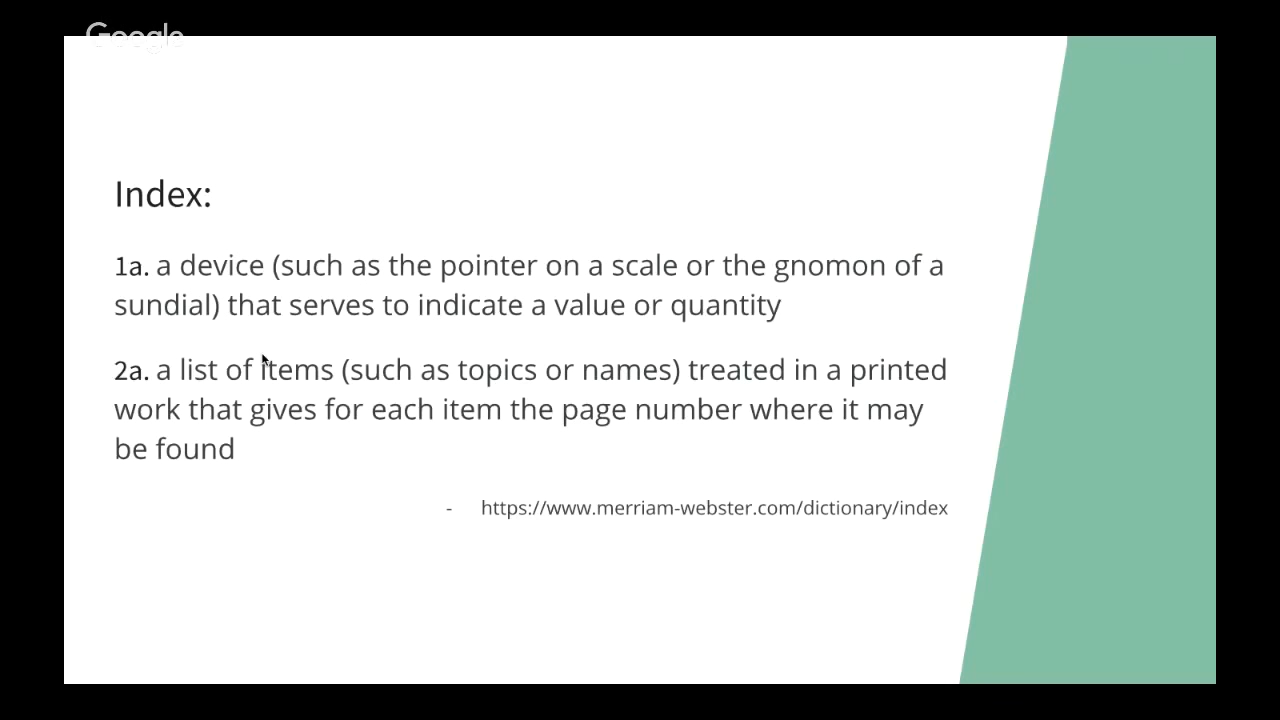 Google
Index:
1a. a device (such as the pointer on a scale or the gnomon of a
sundial) that serves to indicate a value or quantity
2a. a list of items (such as topics or names) treated in a printed
work that gives for each item the page number where it may
be found
- https://www.merriam-webster.com/dictionary/index